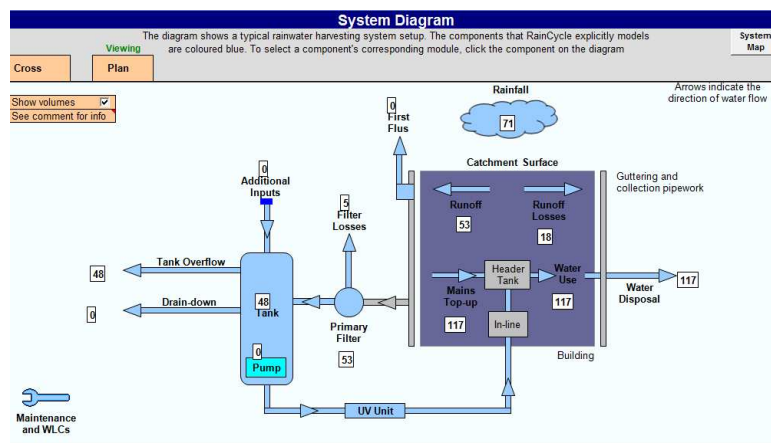 System Diagram
The diagram shows a typical rainwater harvesting system setup. The components that RainCycle explicitly models
are coloured blue. To select a component's corresponding module, click the component on the diagram
System
Map
Viewing
Cross
Plan
Show volumes
See comment for info
Arrows indicate the
direction of water flow
Rainfall
71
0
First
Flus
Catchment Surface
Guttering and
collection pipework
0
Additional
Inputs
5
Filter
Losses
Runoff
53
Runoff
Losses
18
Tank Overflow
48
Header
Tank
Water
Use
117
Mains
Top-up
117
Water
Disposal
117
Drain-down
0
48
Tank
Primary
Filter
53
In-line
0
Pump
Building
UV Unit
Maintenance
and WLCs